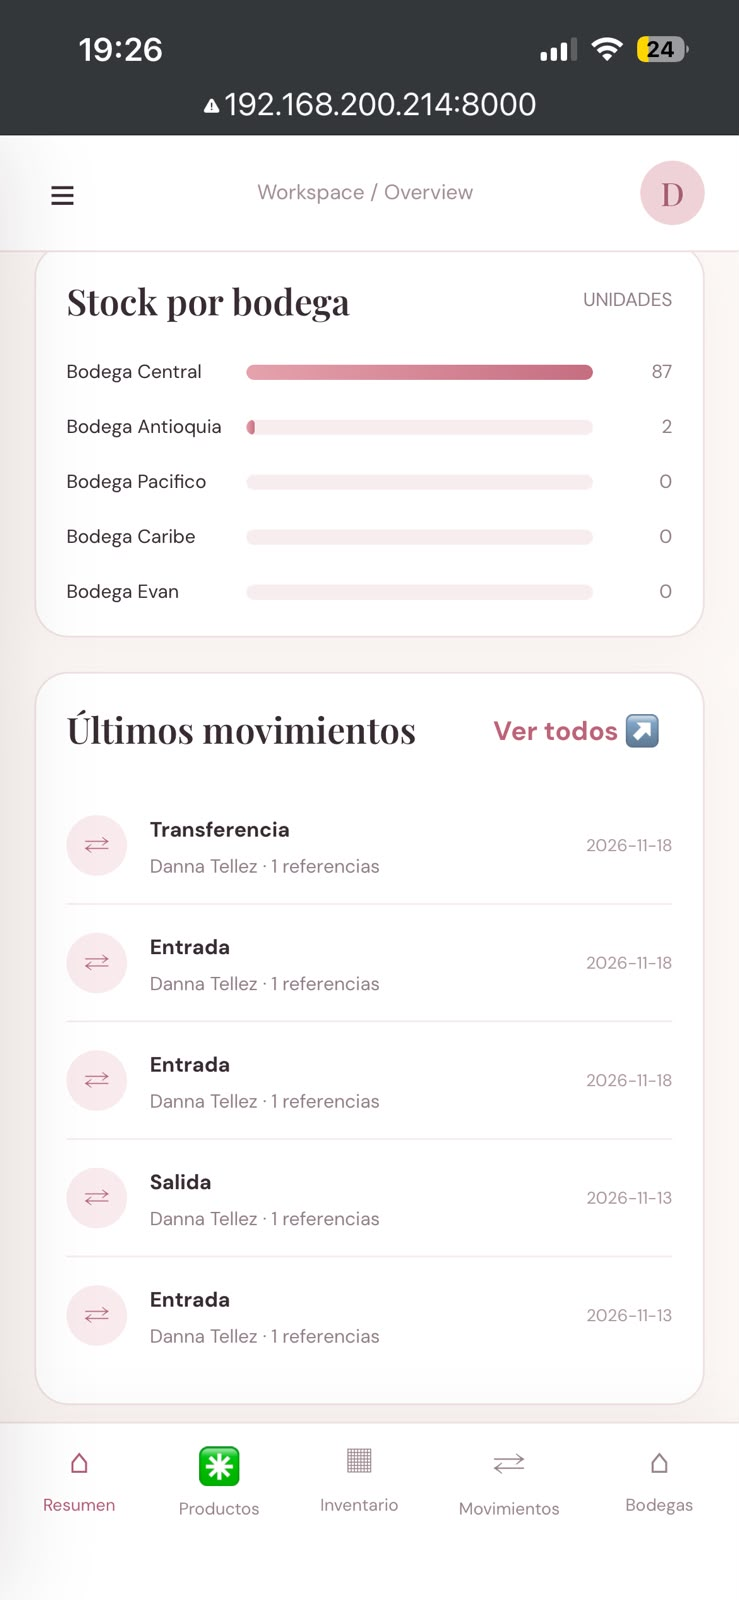 19:26
24
192.168.200.214:8000
Workspace / Overview
D
Stock por bodega
UNIDADES
Bodega Central 87
Bodega Antioquia 2
Bodega Pacifico 0
Bodega Caribe 0
Bodega Evan 0
Últimos movimientos
Ver todos
Transferencia
Danna Tellez · 1 referencias
2026-11-18
Entrada
Danna Tellez · 1 referencias
2026-11-18
Entrada
Danna Tellez · 1 referencias
2026-11-18
Salida
Danna Tellez · 1 referencias
2026-11-13
Entrada
Danna Tellez · 1 referencias
2026-11-13
Resumen
Productos
Inventario
Movimientos
Bodegas